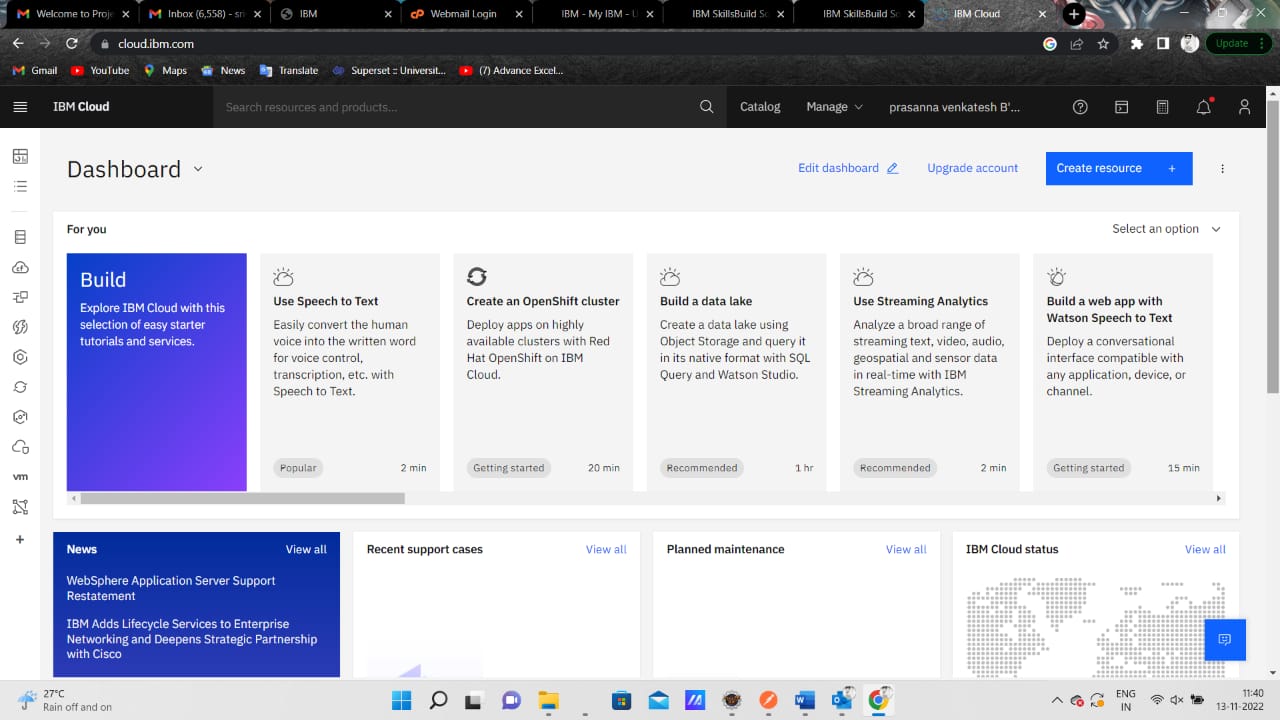 Welcome to Proje
Inbox (6,558) - sri
IBM
Webmail Login
IBM - My IBM - U
IBM SkillsBuild So
IBM SkillsBuild So
IBM Cloud
cloud.ibm.com
Update
Gmail
YouTube
Maps
News
Translate
Superset :: Universit...
(7) Advance Excel...
IBM Cloud
Search resources and products...
Catalog
Manage
prasanna venkatesh B'...
Dashboard
Edit dashboard
Upgrade account
Create resource +
For you
Select an option
Build
Explore IBM Cloud with this
selection of easy starter
tutorials and services.
Use Speech to Text
Easily convert the human
voice into the written word
for voice control,
transcription, etc. with
Speech to Text.
Popular
2 min
Create an OpenShift cluster
Deploy apps on highly
available clusters with Red
Hat OpenShift on IBM
Cloud.
Getting started
20 min
Build a data lake
Create a data lake using
Object Storage and query it
in its native format with SQL
Query and Watson Studio.
Recommended
1 hr
Use Streaming Analytics
Analyze a broad range of
streaming text, video, audio,
geospatial and sensor data
in real-time with IBM
Streaming Analytics.
Recommended
2 min
Build a web app with
Watson Speech to Text
Deploy a conversational
interface compatible with
any application, device, or
channel.
Getting started
15 min
vm
News
View all
WebSphere Application Server Support
Restatement
IBM Adds Lifecycle Services to Enterprise
Networking and Deepens Strategic Partnership
with Cisco
Recent support cases
View all
Planned maintenance
View all
IBM Cloud status
View all
27°C
Rain off and on
ENG
IN
11:40
13-11-2022